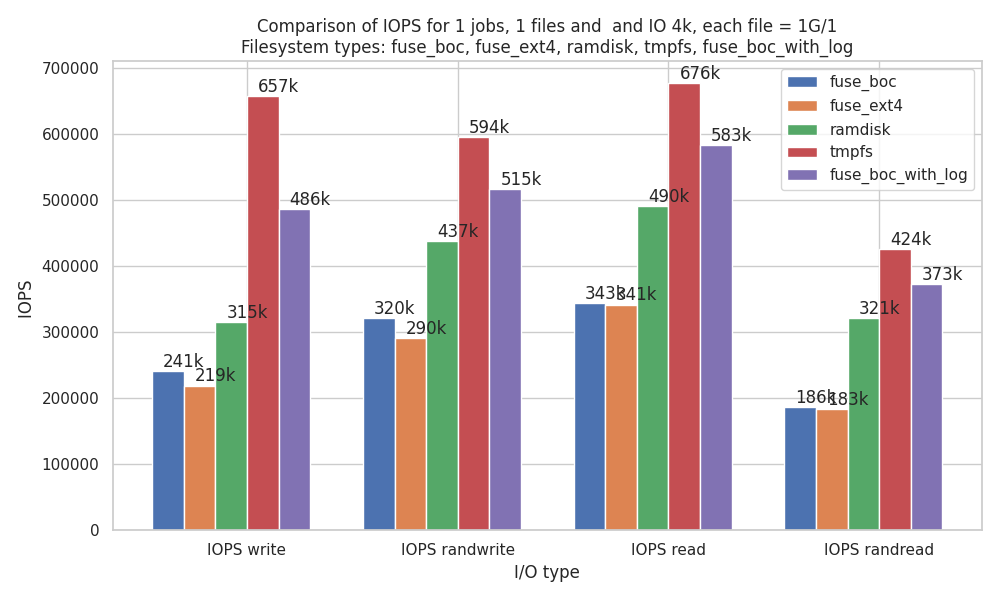 Comparison of IOPS for 1 jobs, 1 files and  and IO 4k, each file = 1G/1
Filesystem types: fuse_boc, fuse_ext4, ramdisk, tmpfs, fuse_boc_with_log
IOPS
700000
600000
500000
400000
300000
200000
100000
0
fuse_boc
fuse_ext4
ramdisk
tmpfs
fuse_boc_with_log
241k
219k
315k
657k
486k
320k
290k
437k
594k
515k
343k
341k
490k
676k
583k
186k
183k
321k
424k
373k
IOPS write
IOPS randwrite
IOPS read
IOPS randread
I/O type